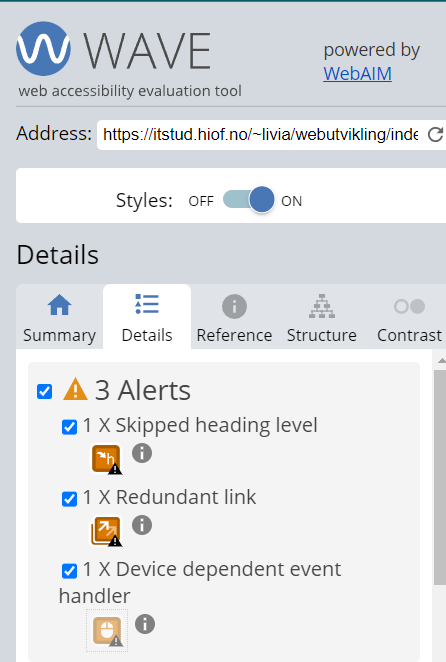 WAVE
web accessibility evaluation tool
powered by
WebAIM
Address: https://itstud.hiof.no/~livia/webutvikling/inde
Styles: OFF ON
Details
Summary Details Reference Structure Contrast
3 Alerts
1 X Skipped heading level
1 X Redundant link
1 X Device dependent event
handler